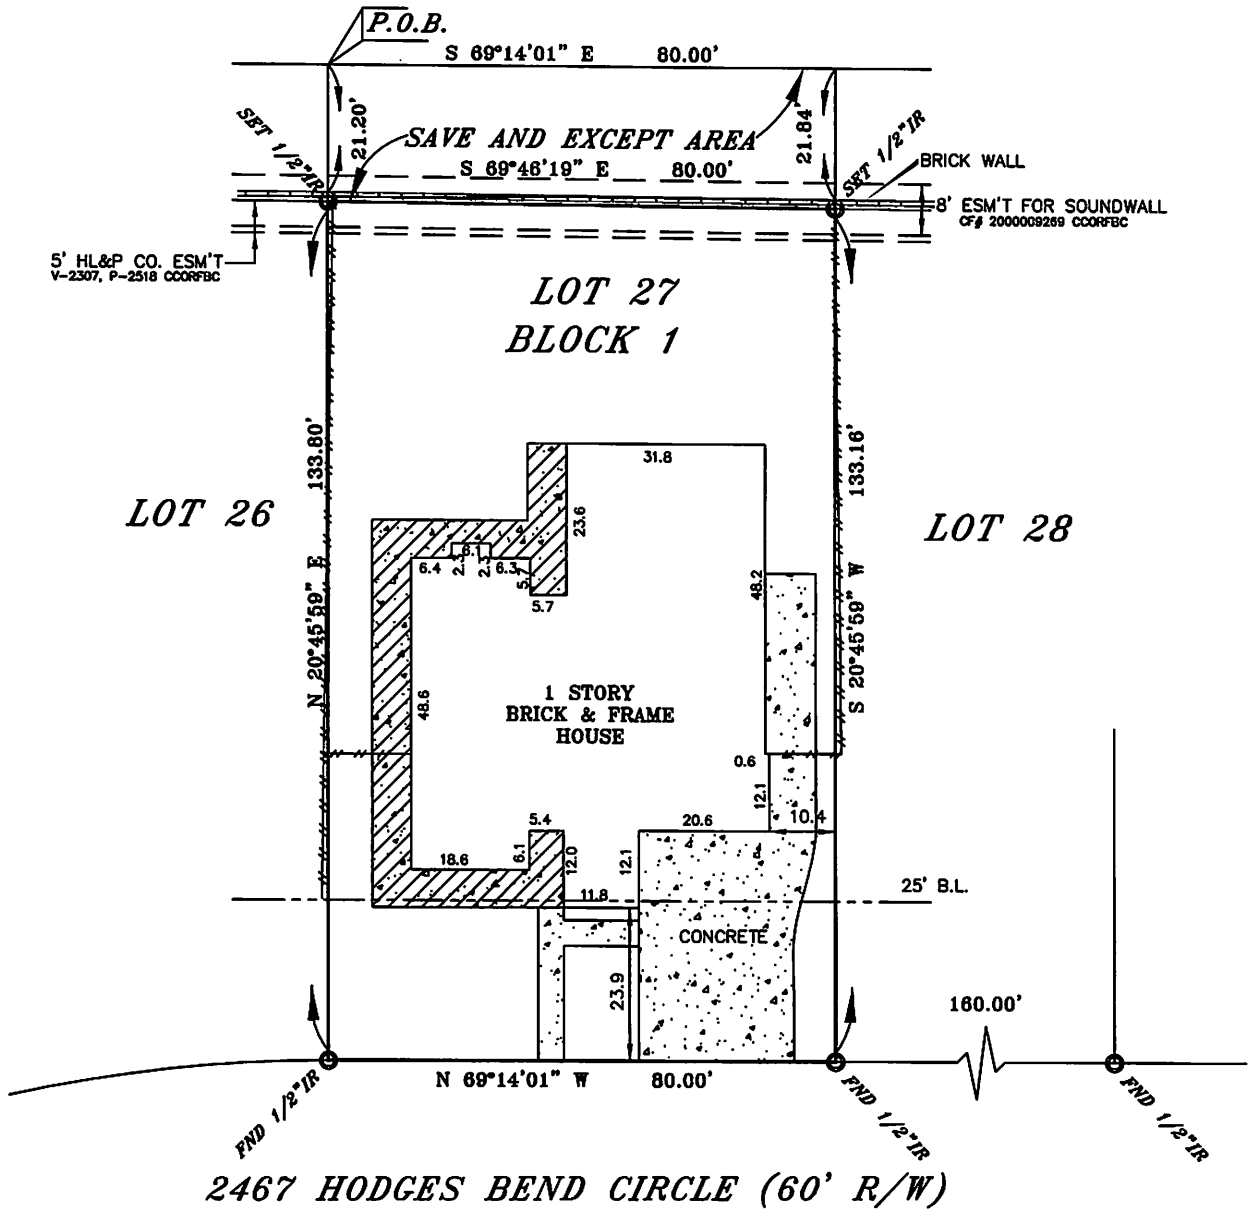 P.O.B.
S 69°14'01" E 80.00'
SET 1/2"IR
21.20'
SAVE AND EXCEPT AREA
21.84'
SET 1/2"IR
BRICK WALL
S 69°46'19" E 80.00'
8' ESM'T FOR SOUNDWALL
CF# 2000009269 CCORFBC
5' HL&P CO. ESM'T
V-2307, P-2518 CCORFBC
LOT 27
BLOCK 1
N 20°45'59" E 133.80'
S 20°45'59" W 133.16'
LOT 26
LOT 28
31.8
23.6
6.1
6.4
2.3
2.3
6.3
5.7
5.7
48.2
48.6
1 STORY
BRICK & FRAME
HOUSE
0.6
12.1
10.4
5.4
20.6
18.6
6.1
12.0
12.1
11.8
25' B.L.
CONCRETE
23.9
160.00'
N 69°14'01" W 80.00'
FND 1/2"IR
FND 1/2"IR
FND 1/2"IR
2467 HODGES BEND CIRCLE (60' R/W)